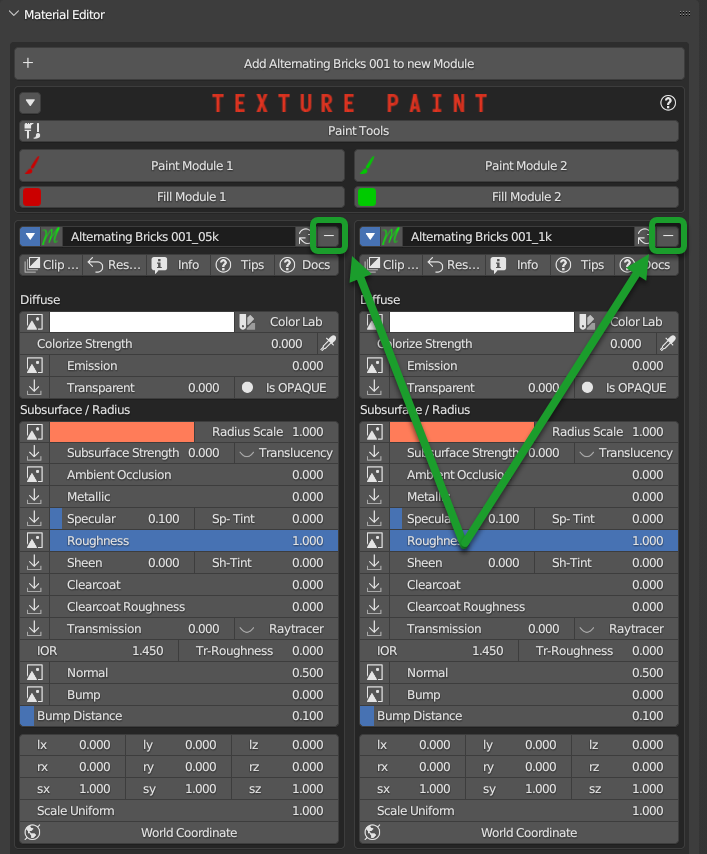 Material Editor
+ Add Alternating Bricks 001 to new Module
TEXTURE PAINT
Paint Tools
Paint Module 1 Paint Module 2
Fill Module 1 Fill Module 2
Alternating Bricks 001_05k Alternating Bricks 001_1k
Clip ... Res... Info Tips Docs Clip ... Res... Info Tips Docs
Diffuse Diffuse
Color Lab Color Lab
Colorize Strength 0.000 Colorize Strength 0.000
Emission 0.000 Emission 0.000
Transparent 0.000 Is OPAQUE Transparent 0.000 Is OPAQUE
Subsurface / Radius Subsurface / Radius
Radius Scale 1.000 Radius Scale 1.000
Subsurface Strength 0.000 Translucency Subsurface Strength 0.000 Translucency
Ambient Occlusion 0.000 Ambient Occlusion 0.000
Metallic 0.000 Metallic 0.000
Specular 0.100 Sp- Tint 0.000 Specular 0.100 Sp- Tint 0.000
Roughness 1.000 Roughness 1.000
Sheen 0.000 Sh-Tint 0.000 Sheen 0.000 Sh-Tint 0.000
Clearcoat 0.000 Clearcoat 0.000
Clearcoat Roughness 0.000 Clearcoat Roughness 0.000
Transmission 0.000 Raytracer Transmission 0.000 Raytracer
IOR 1.450 Tr-Roughness 0.000 IOR 1.450 Tr-Roughness 0.000
Normal 0.500 Normal 0.500
Bump 0.000 Bump 0.000
Bump Distance 0.100 Bump Distance 0.100
lx 0.000 ly 0.000 lz 0.000 lx 0.000 ly 0.000 lz 0.000
rx 0.000 ry 0.000 rz 0.000 rx 0.000 ry 0.000 rz 0.000
sx 1.000 sy 1.000 sz 1.000 sx 1.000 sy 1.000 sz 1.000
Scale Uniform 1.000 Scale Uniform 1.000
World Coordinate World Coordinate